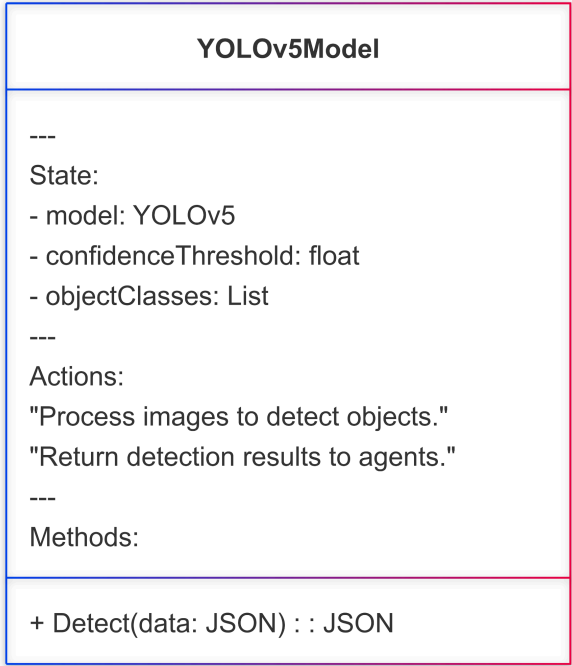 YOLOv5Model
---
State:
- model: YOLOv5
- confidenceThreshold: float
- objectClasses: List
---
Actions:
"Process images to detect objects."
"Return detection results to agents."
---
Methods:
+ Detect(data: JSON) : : JSON